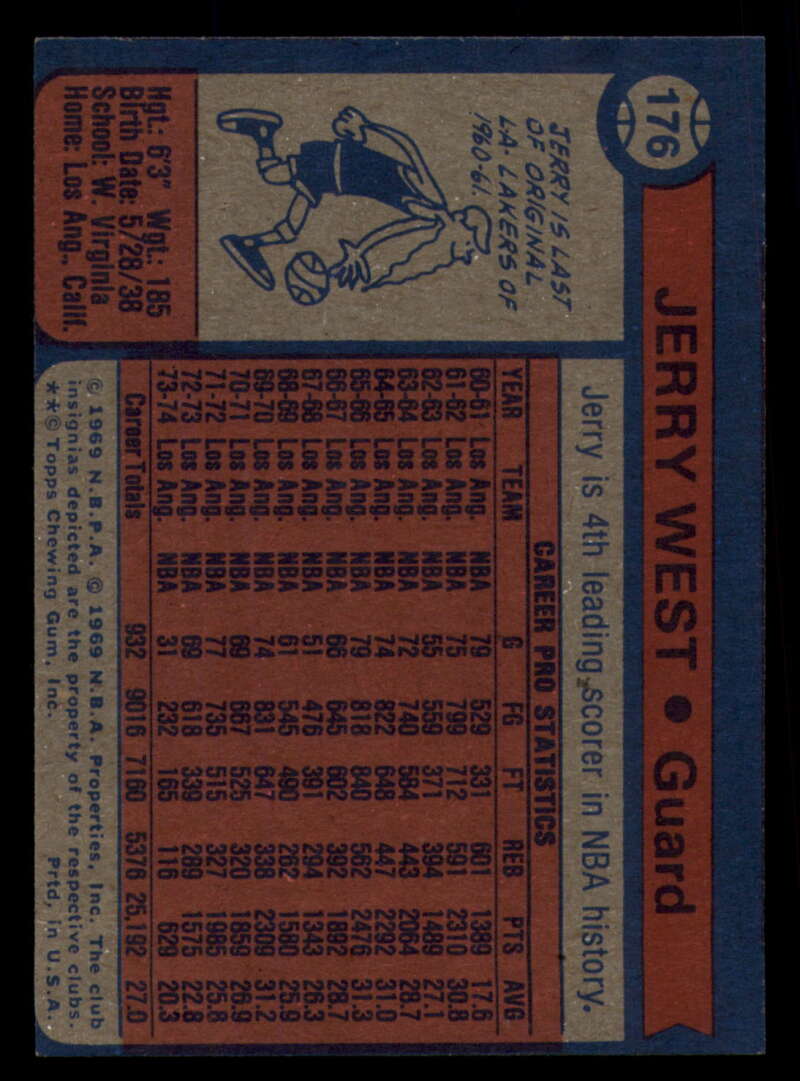 176
JERRY WEST • Guard
JERRY IS LAST
OF ORIGINAL
L.A. LAKERS OF
1960-61.
Hgt.: 6'3" Wgt.: 185
Birth Date: 5/28/38
School: W. Virginia
Home: Los Ang., Calif.
Jerry is 4th leading scorer in NBA history.
CAREER PRO STATISTICS
YEAR TEAM G FG FT REB PTS AVG
60-61 Los Ang. NBA 79 529 331 601 1389 17.6
61-62 Los Ang. NBA 75 799 712 591 2310 30.8
62-63 Los Ang. NBA 55 559 371 394 1489 27.1
63-64 Los Ang. NBA 72 740 584 443 2064 28.7
64-65 Los Ang. NBA 74 822 648 447 2292 31.0
65-66 Los Ang. NBA 79 818 840 562 2476 31.3
66-67 Los Ang. NBA 66 645 602 392 1892 28.7
67-68 Los Ang. NBA 51 476 391 294 1343 26.3
68-69 Los Ang. NBA 61 545 490 262 1580 25.9
69-70 Los Ang. NBA 74 831 647 338 2309 31.2
70-71 Los Ang. NBA 69 667 525 320 1859 26.9
71-72 Los Ang. NBA 77 735 515 327 1985 25.8
72-73 Los Ang. NBA 69 618 339 289 1575 22.8
73-74 Los Ang. NBA 31 232 165 116 629 20.3
Career Totals 932 9016 7160 5376 25,192 27.0
© 1969 N.B.P.A. © 1969 N.B.A. Properties, Inc. The club
insignias depicted are the property of the respective clubs.
**© Topps Chewing Gum, Inc. Prtd. in U.S.A.